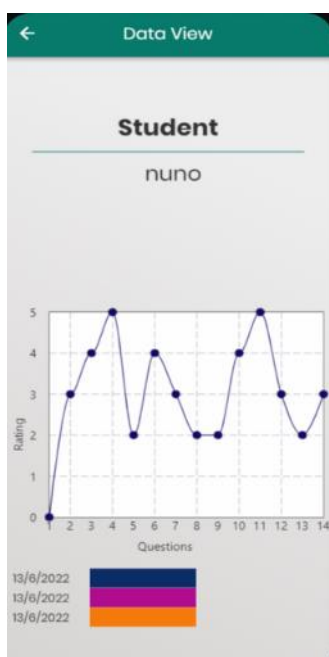 Data View
Student
nuno
5
4
3
2
1
0
Rating
1 2 3 4 5 6 7 8 9 10 11 12 13 14
Questions
13/6/2022
13/6/2022
13/6/2022